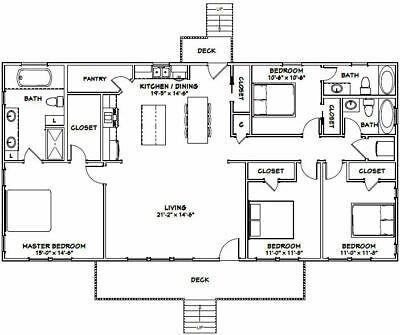 UP
DECK
BATH
PANTRY
KITCHEN / DINING
19'-5" x 14'-6"
CLOSET
BEDROOM
10'-6" x 10'-6"
BATH
L
CLOSET
C
CLOSET
BATH
MASTER BEDROOM
15'-0" x 14'-6"
LIVING
21'-2" x 14'-6"
CLOSET
BEDROOM
11'-0" x 11'-8"
CLOSET
BEDROOM
11'-0" x 11'-8"
DECK
UP